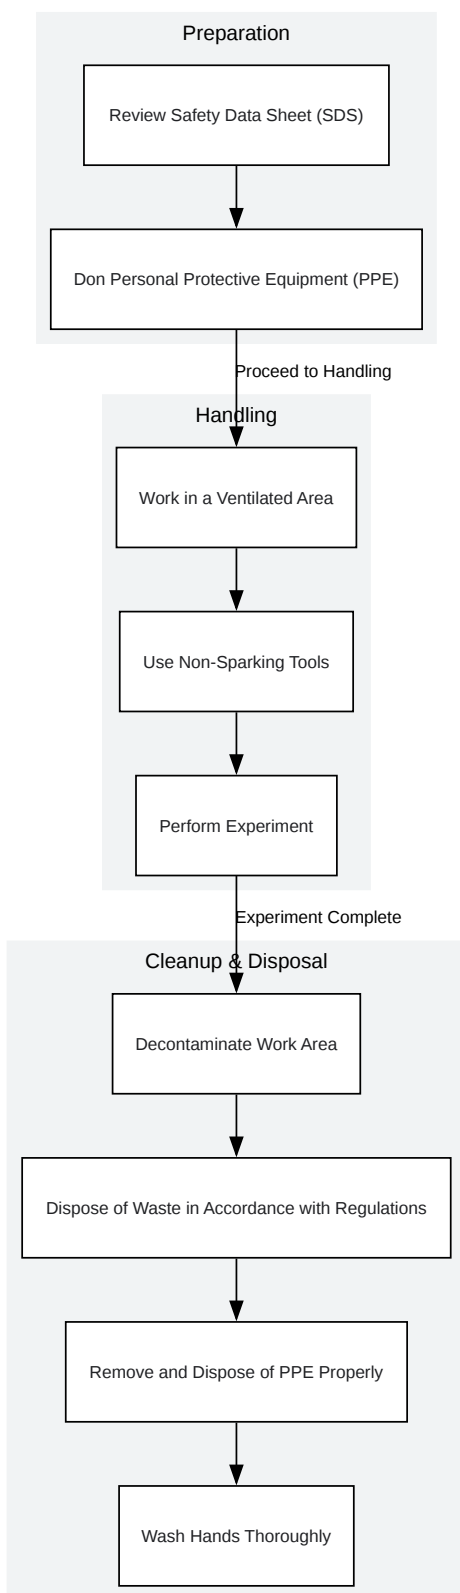 Preparation
Review Safety Data Sheet (SDS)
Don Personal Protective Equipment (PPE)
Proceed to Handling
Handling
Work in a Ventilated Area
Use Non-Sparking Tools
Perform Experiment
Experiment Complete
Cleanup & Disposal
Decontaminate Work Area
Dispose of Waste in Accordance with Regulations
Remove and Dispose of PPE Properly
Wash Hands Thoroughly